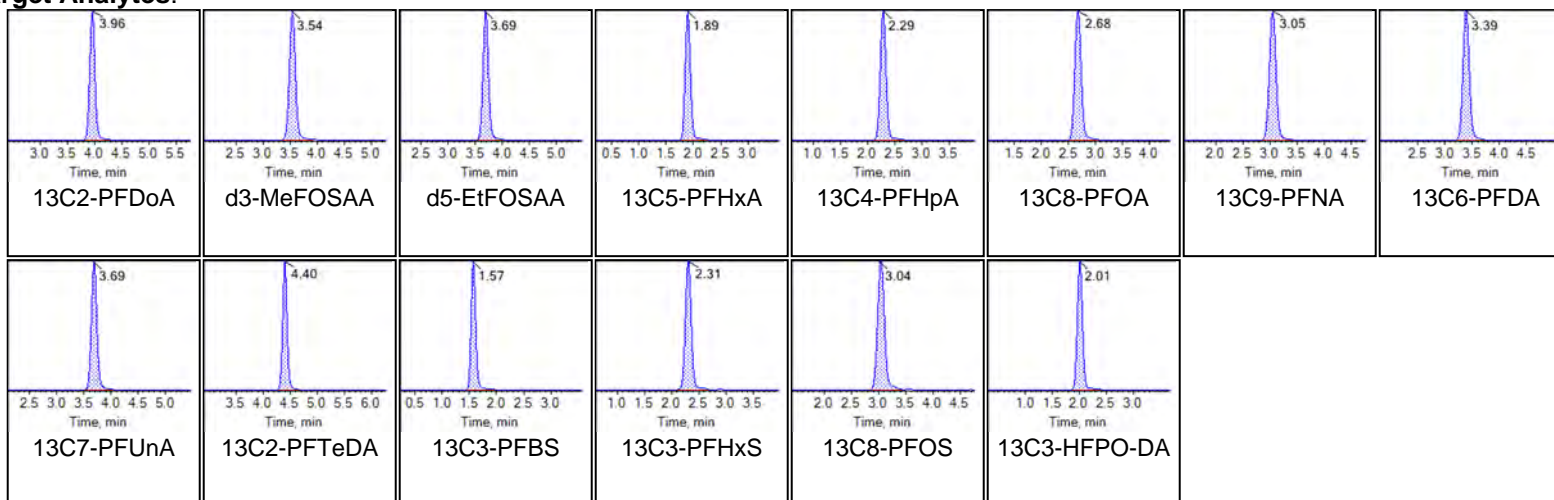 rget Analytes:
3.96 3.54 3.69 1.89 2.29 2.68 3.05 3.39
3.0 3.5 4.0 4.5 5.0 5.5 2.5 3.0 3.5 4.0 4.5 5.0 2.5 3.0 3.5 4.0 4.5 5.0 0.5 1.0 1.5 2.0 2.5 3.0 1.0 1.5 2.0 2.5 3.0 3.5 1.5 2.0 2.5 3.0 3.5 4.0 2.0 2.5 3.0 3.5 4.0 4.5 2.5 3.0 3.5 4.0 4.5
Time, min Time, min Time, min Time, min Time, min Time, min Time, min Time, min
13C2-PFDoA d3-MeFOSAA d5-EtFOSAA 13C5-PFHxA 13C4-PFHpA 13C8-PFOA 13C9-PFNA 13C6-PFDA
3.69 4.40 1.57 2.31 3.04 2.01
2.5 3.0 3.5 4.0 4.5 5.0 3.5 4.0 4.5 5.0 5.5 6.0 0.5 1.0 1.5 2.0 2.5 3.0 1.0 1.5 2.0 2.5 3.0 3.5 2.0 2.5 3.0 3.5 4.0 4.5 1.0 1.5 2.0 2.5 3.0
Time, min Time, min Time, min Time, min Time, min Time, min
13C7-PFUnA 13C2-PFTeDA 13C3-PFBS 13C3-PFHxS 13C8-PFOS 13C3-HFPO-DA